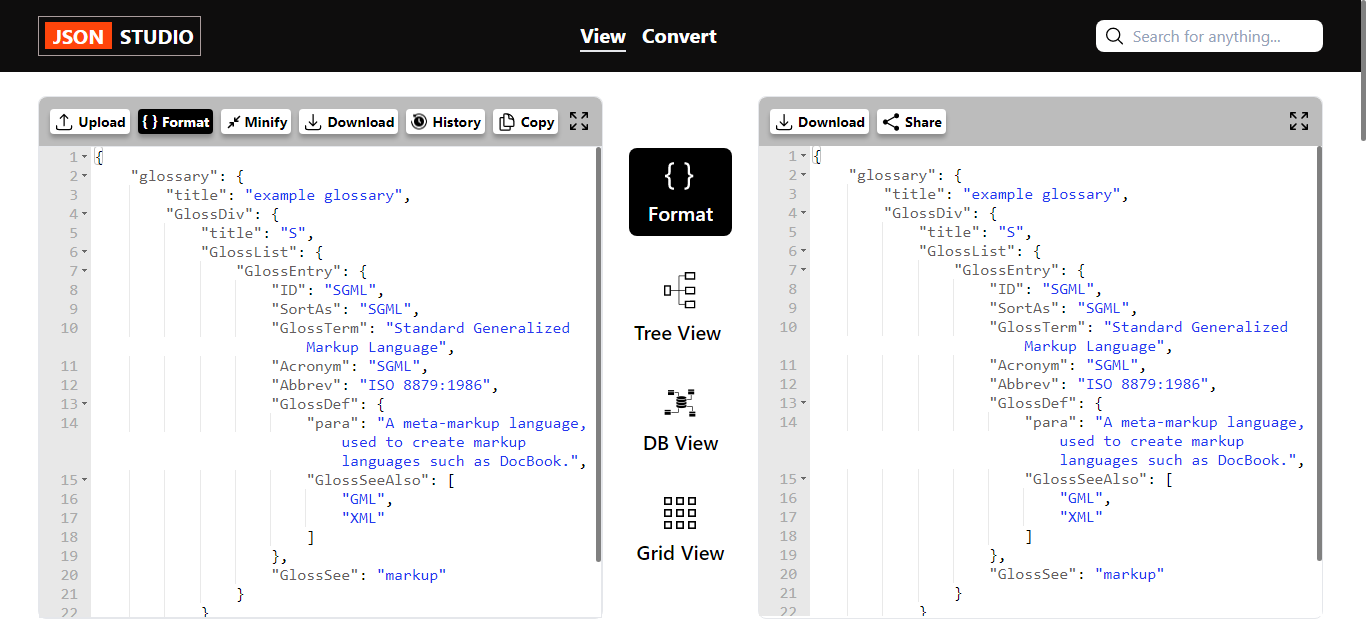 JSON STUDIO
View Convert
Search for anything...
Upload { } Format Minify Download History Copy
1 {
2 "glossary": {
3 "title": "example glossary",
4 "GlossDiv": {
5 "title": "S",
6 "GlossList": {
7 "GlossEntry": {
8 "ID": "SGML",
9 "SortAs": "SGML",
10 "GlossTerm": "Standard Generalized
Markup Language",
11 "Acronym": "SGML",
12 "Abbrev": "ISO 8879:1986",
13 "GlossDef": {
14 "para": "A meta-markup language,
used to create markup
languages such as DocBook.",
15 "GlossSeeAlso": [
16 "GML",
17 "XML"
18 ]
19 },
20 "GlossSee": "markup"
21 }
22 }
{ }
Format
Tree View
DB View
Grid View
Download Share
1 {
2 "glossary": {
3 "title": "example glossary",
4 "GlossDiv": {
5 "title": "S",
6 "GlossList": {
7 "GlossEntry": {
8 "ID": "SGML",
9 "SortAs": "SGML",
10 "GlossTerm": "Standard Generalized
Markup Language",
11 "Acronym": "SGML",
12 "Abbrev": "ISO 8879:1986",
13 "GlossDef": {
14 "para": "A meta-markup language,
used to create markup
languages such as DocBook.",
15 "GlossSeeAlso": [
16 "GML",
17 "XML"
18 ]
19 },
20 "GlossSee": "markup"
21 }
22 }